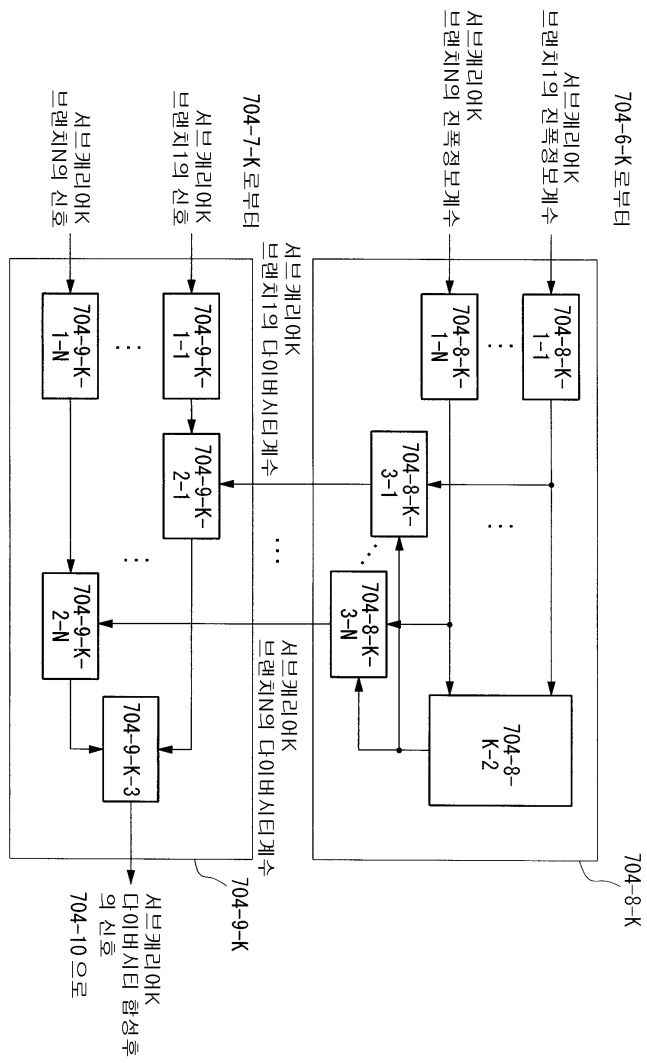 704-6-K로부터
서브캐리어K
브랜치1의 진폭정보계수
서브캐리어K
브랜치N의 진폭정보계수
704-8-K-
1-1
704-8-K-
1-N
704-8-K-
3-1
704-8-K-
3-N
704-8-
K-2
704-8-K
서브캐리어K
브랜치1의 다이버시티계수
서브캐리어K
브랜치N의 다이버시티계수
704-7-K로부터
서브캐리어K
브랜치1의 신호
서브캐리어K
브랜치N의 신호
704-9-K-
1-1
704-9-K-
1-N
704-9-K-
2-1
704-9-K-
2-N
704-9-K-3
704-9-K
서브캐리어K
다이버시티 합성후
의 신호
704-10으로